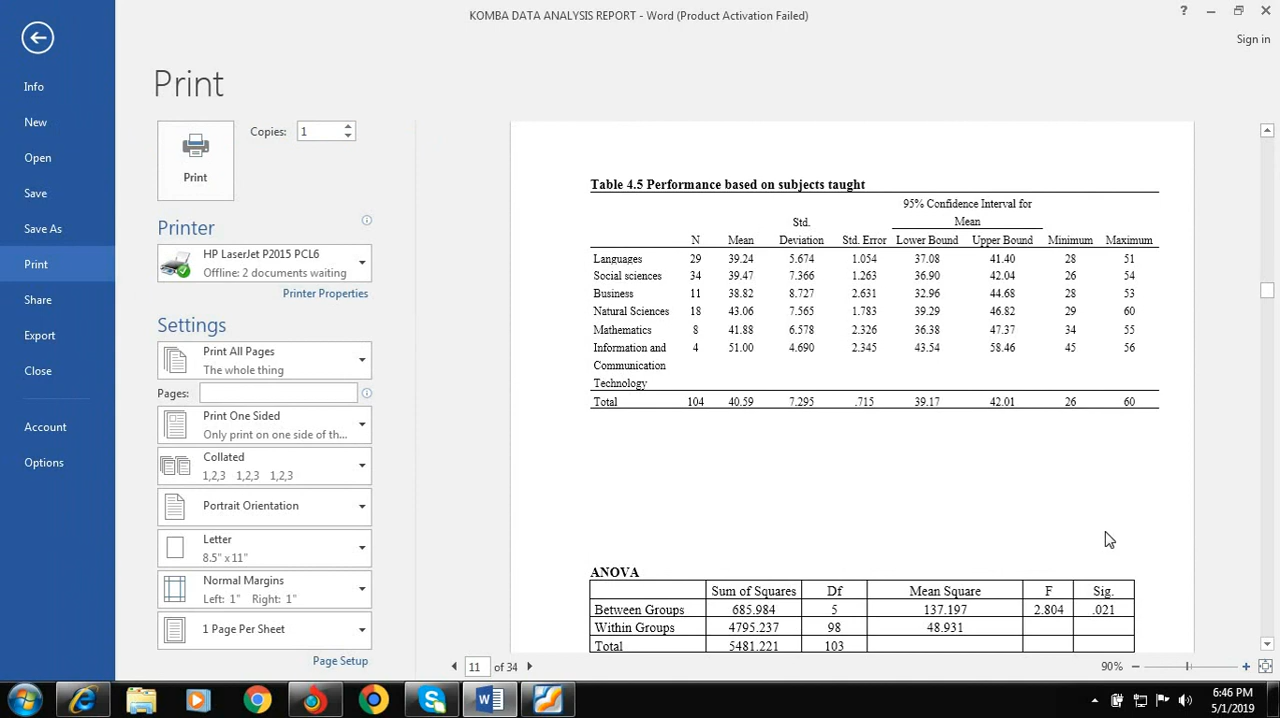 KOMBA DATA ANALYSIS REPORT - Word (Product Activation Failed)
?
Sign in
Info
New
Open
Save
Save As
Print
Share
Export
Close
Account
Options
Print
Print
Copies: 1
Printer
HP LaserJet P2015 PCL6
Offline: 2 documents waiting
Printer Properties
Settings
Print All Pages
The whole thing
Pages:
Print One Sided
Only print on one side of th...
Collated
1,2,3 1,2,3 1,2,3
Portrait Orientation
Letter
8.5" x 11"
Normal Margins
Left: 1" Right: 1"
1 Page Per Sheet
Page Setup
Table 4.5 Performance based on subjects taught
95% Confidence Interval for
Mean
Std.
N Mean Deviation Std. Error Lower Bound Upper Bound Minimum Maximum
Languages 29 39.24 5.674 1.054 37.08 41.40 28 51
Social sciences 34 39.47 7.366 1.263 36.90 42.04 26 54
Business 11 38.82 8.727 2.631 32.96 44.68 28 53
Natural Sciences 18 43.06 7.565 1.783 39.29 46.82 29 60
Mathematics 8 41.88 6.578 2.326 36.38 47.37 34 55
Information and 4 51.00 4.690 2.345 43.54 58.46 45 56
Communication
Technology
Total 104 40.59 7.295 .715 39.17 42.01 26 60
ANOVA
Sum of Squares Df Mean Square F Sig.
Between Groups 685.984 5 137.197 2.804 .021
Within Groups 4795.237 98 48.931
Total 5481.221 103
11 of 34
90%
6:46 PM
5/1/2019